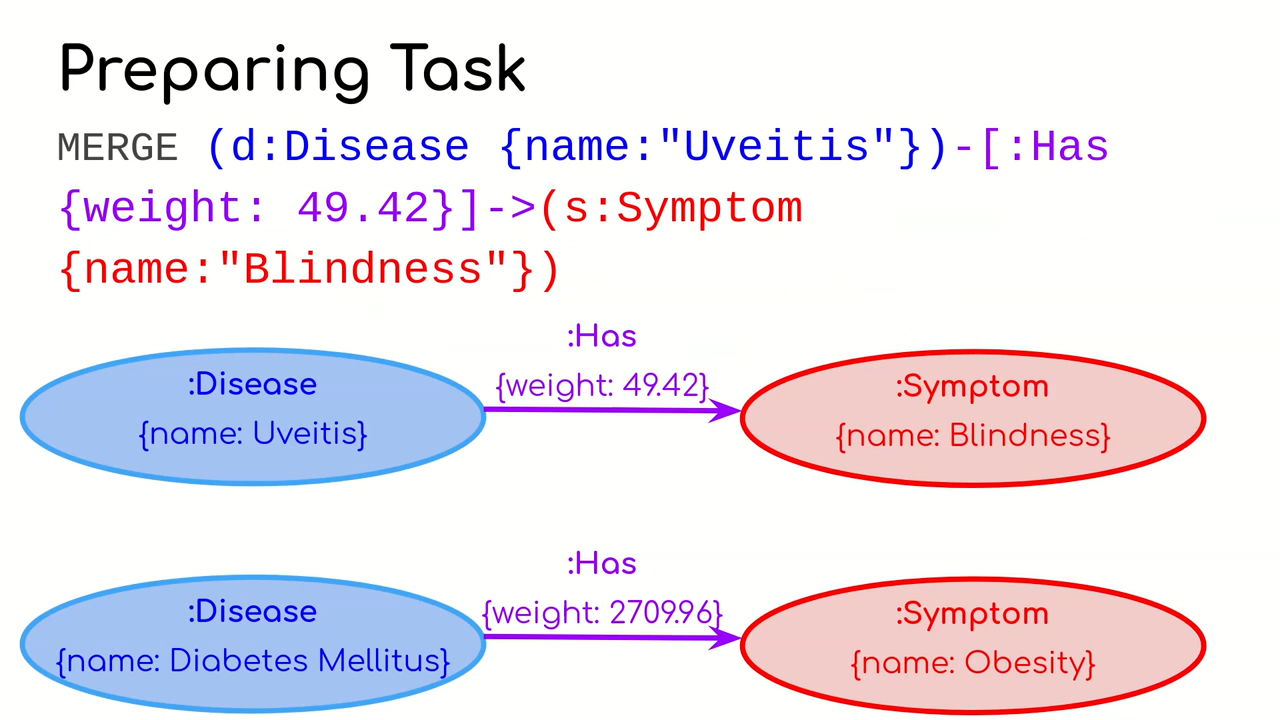 Preparing Task
MERGE (d:Disease {name:"Uveitis"})-[:Has
{weight: 49.42}]->(s:Symptom
{name:"Blindness"})
:Has
{weight: 49.42}
:Disease
{name: Uveitis}
:Symptom
{name: Blindness}
:Has
{weight: 2709.96}
:Disease
{name: Diabetes Mellitus}
:Symptom
{name: Obesity}